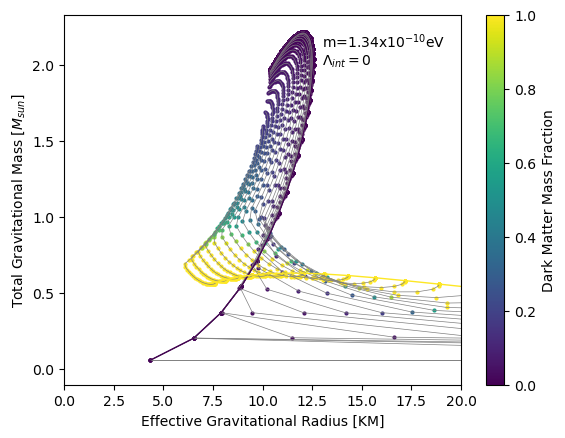 m=1.34x10⁻¹⁰eV
Λ_int = 0
Total Gravitational Mass [M_sun]
2.0
1.5
1.0
0.5
0.0
0.0 2.5 5.0 7.5 10.0 12.5 15.0 17.5 20.0
Effective Gravitational Radius [KM]
1.0
0.8
0.6
0.4
0.2
0.0
Dark Matter Mass Fraction